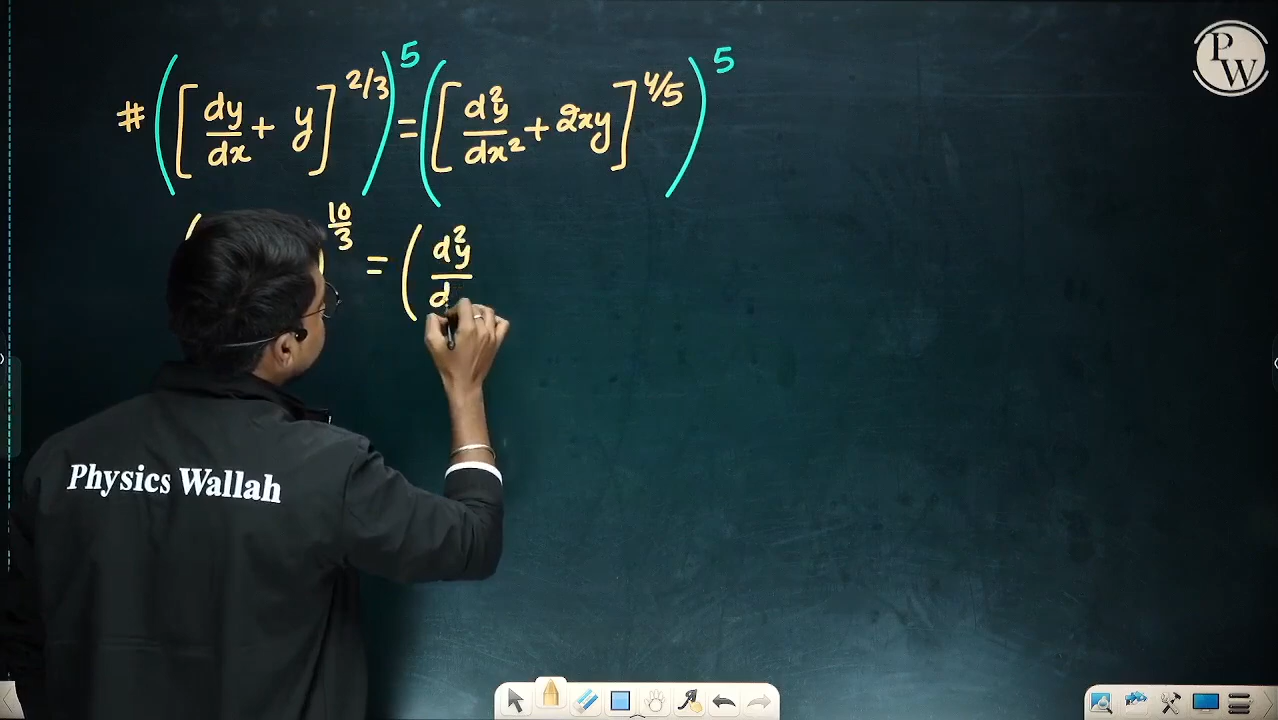 PW
# ([dy/dx + y]^2/3)^5 = ([d²y/dx² + 2xy]^4/5)^5
( 10/3 = ( d²y/d
Physics Wallah